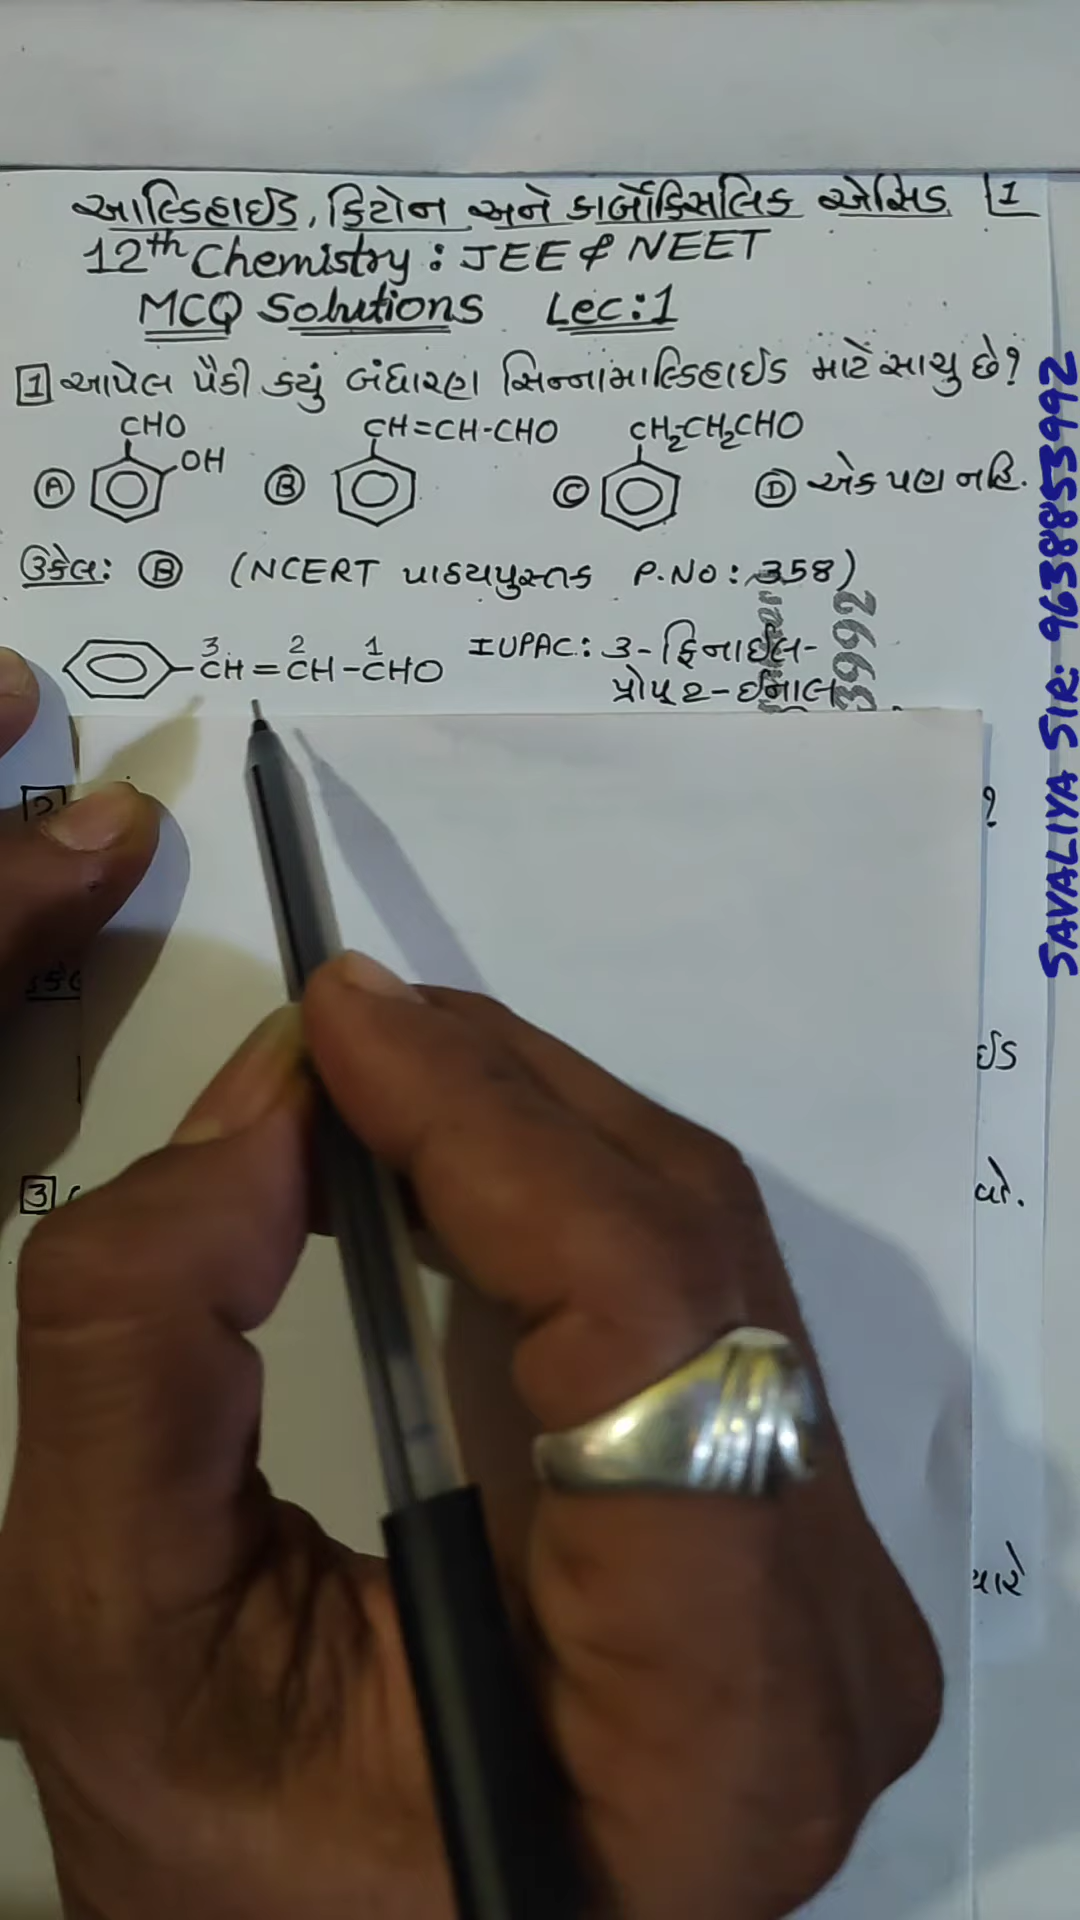 આલ્ડિહાઈડ, કિટોન અને કાર્બોક્સિલિક એસિડ 1
12th Chemistry: JEE & NEET
MCQ Solutions Lec:1
1 આપેલ પૈકી કયું બંધારણ સિન્નામાલ્ડિહાઈડ માટે સાચુ છે?
CHO OH CH=CH-CHO CH2CH2CHO
A B C D એક પણ નહિ.
ઉકેલ: B (NCERT પાઠ્યપુસ્તક P.NO: 358)
3 2 1
CH=CH-CHO IUPAC: 3-ફિનાઈલ-
પ્રોપ્ 2-ઈનાલ
2
?
ઈડ
3
યારે
SAVALIYA SIR: 9638853992